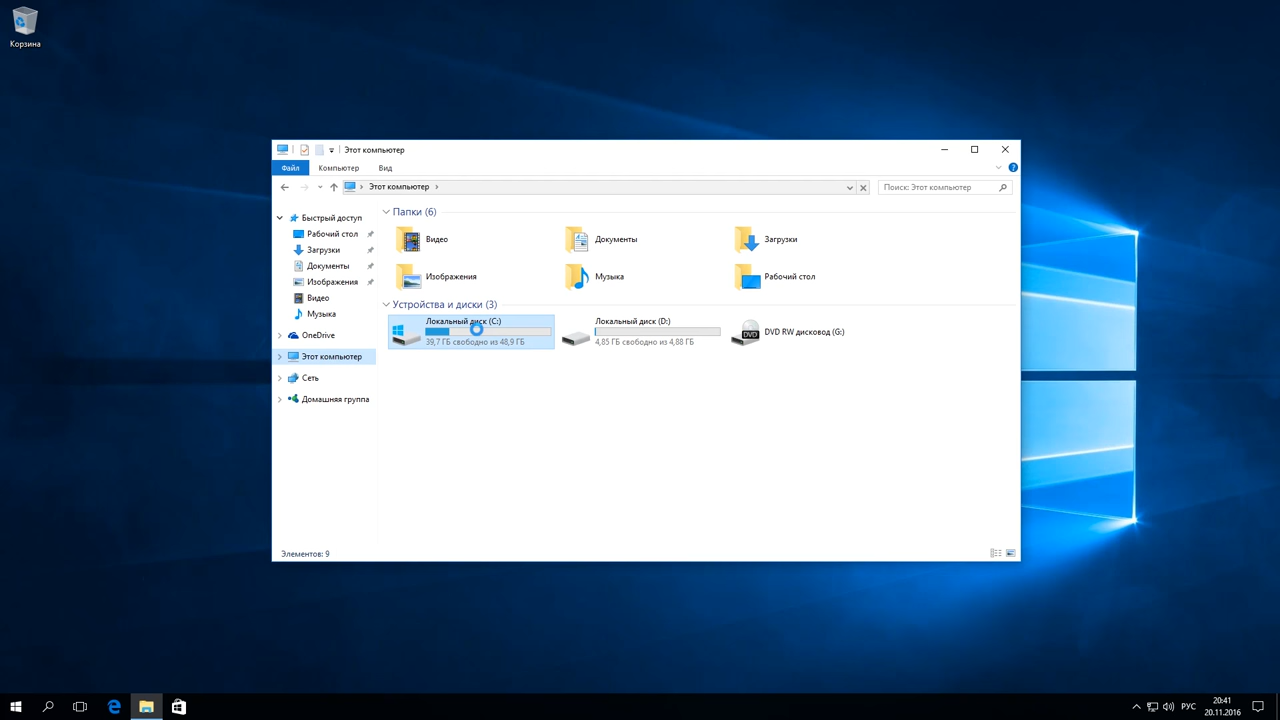 Корзина
Этот компьютер
Файл
Компьютер
Вид
Этот компьютер
Поиск: Этот компьютер
Быстрый доступ
Рабочий стол
Загрузки
Документы
Изображения
Видео
Музыка
OneDrive
Этот компьютер
Сеть
Домашняя группа
Папки (6)
Видео
Документы
Загрузки
Изображения
Музыка
Рабочий стол
Устройства и диски (3)
Локальный диск (C:)
39,7 ГБ свободно из 48,9 ГБ
Локальный диск (D:)
4,85 ГБ свободно из 4,88 ГБ
DVD
DVD RW дисковод (G:)
Элементов: 9
РУС
20:41
20.11.2016